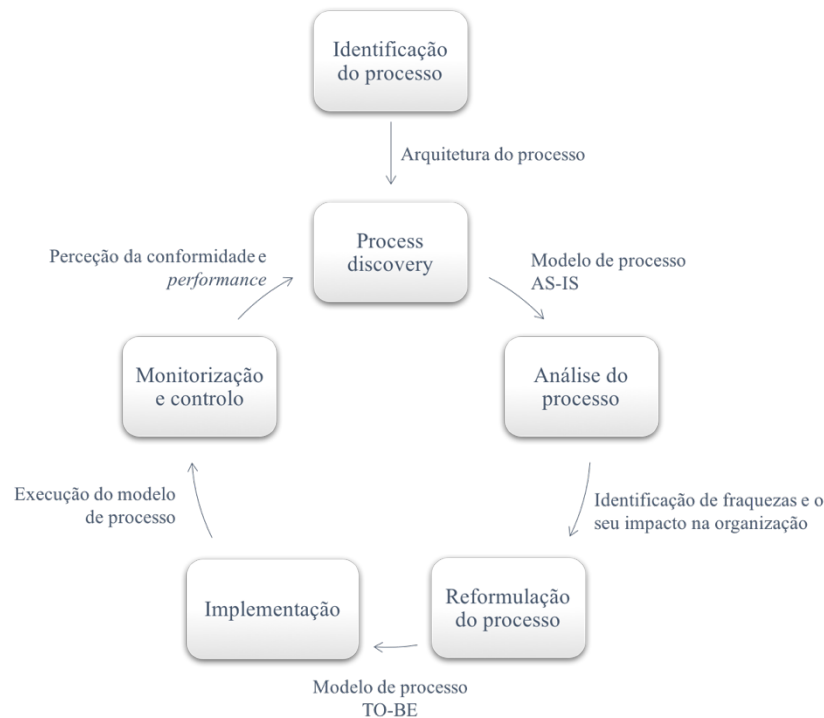 Identificação
do processo
Arquitetura do processo
Process
discovery
Perceção da conformidade e
performance
Modelo de processo
AS-IS
Monitorização
e controlo
Análise do
processo
Execução do modelo
de processo
Identificação de fraquezas e o
seu impacto na organização
Implementação
Reformulação
do processo
Modelo de processo
TO-BE